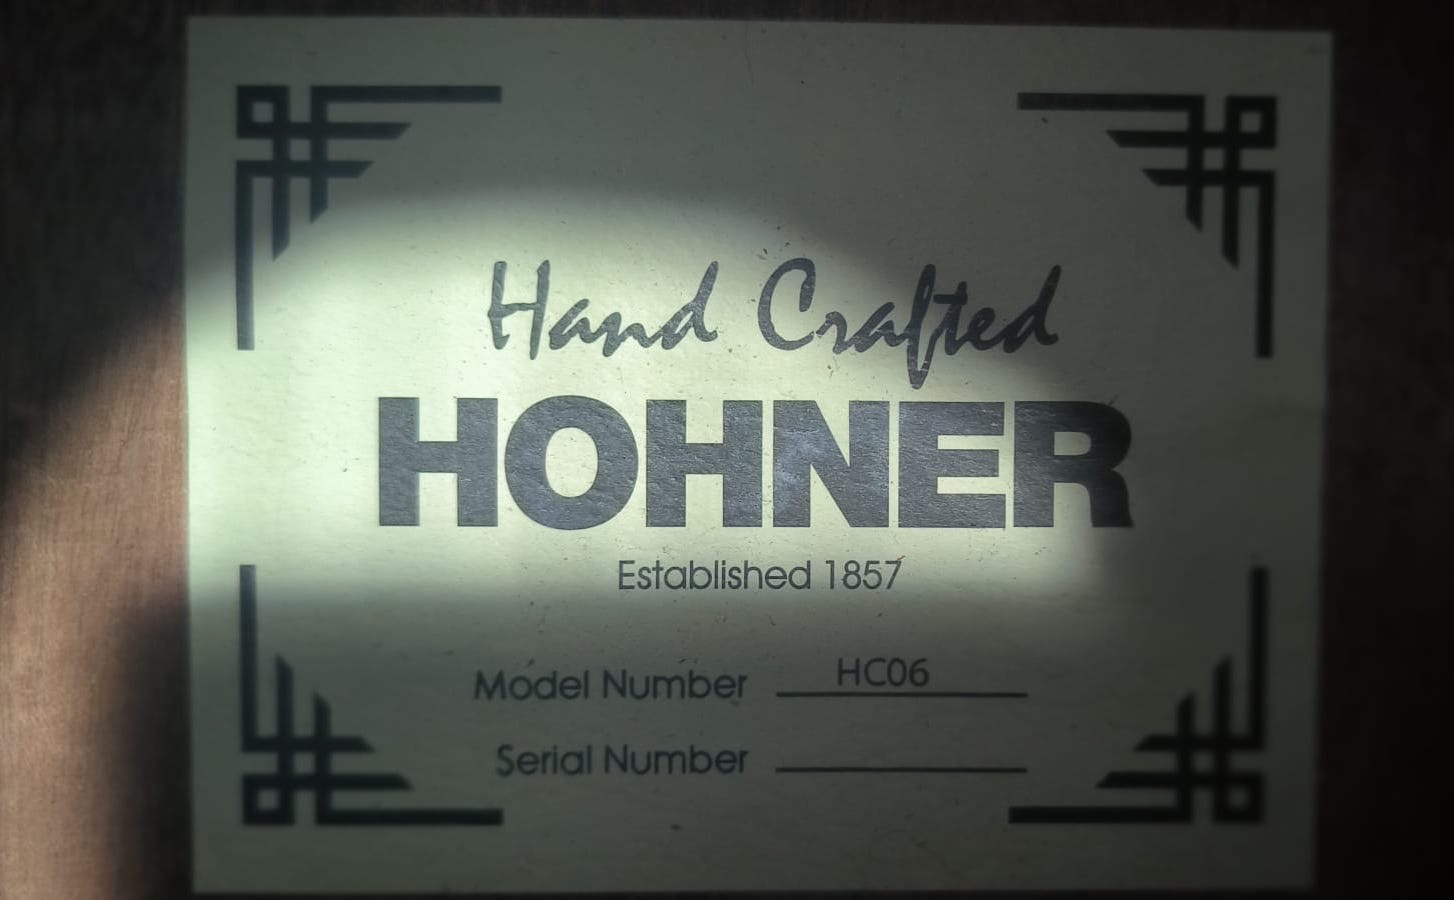 Hand Crafted
HOHNER
Established 1857
Model Number HC06
Serial Number